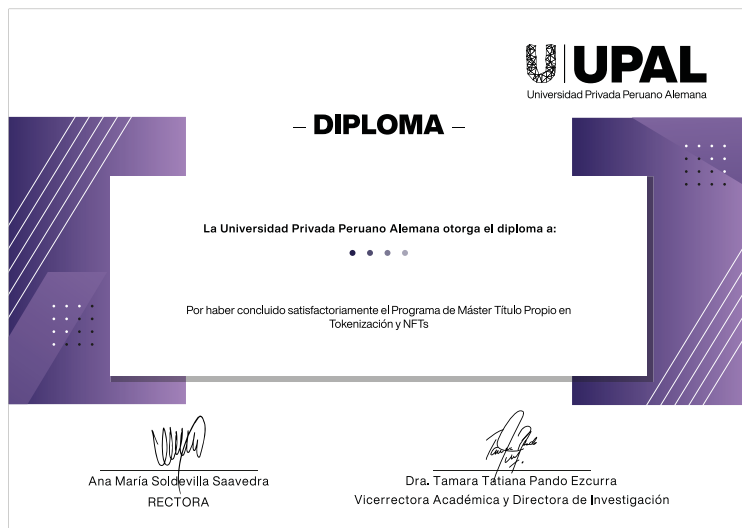 UPAL
Universidad Privada Peruano Alemana
– DIPLOMA –
La Universidad Privada Peruano Alemana otorga el diploma a:
Por haber concluido satisfactoriamente el Programa de Máster Título Propio en
Tokenización y NFTs
Ana María Soldevilla Saavedra
RECTORA
Dra. Tamara Tatiana Pando Ezcurra
Vicerrectora Académica y Directora de Investigación